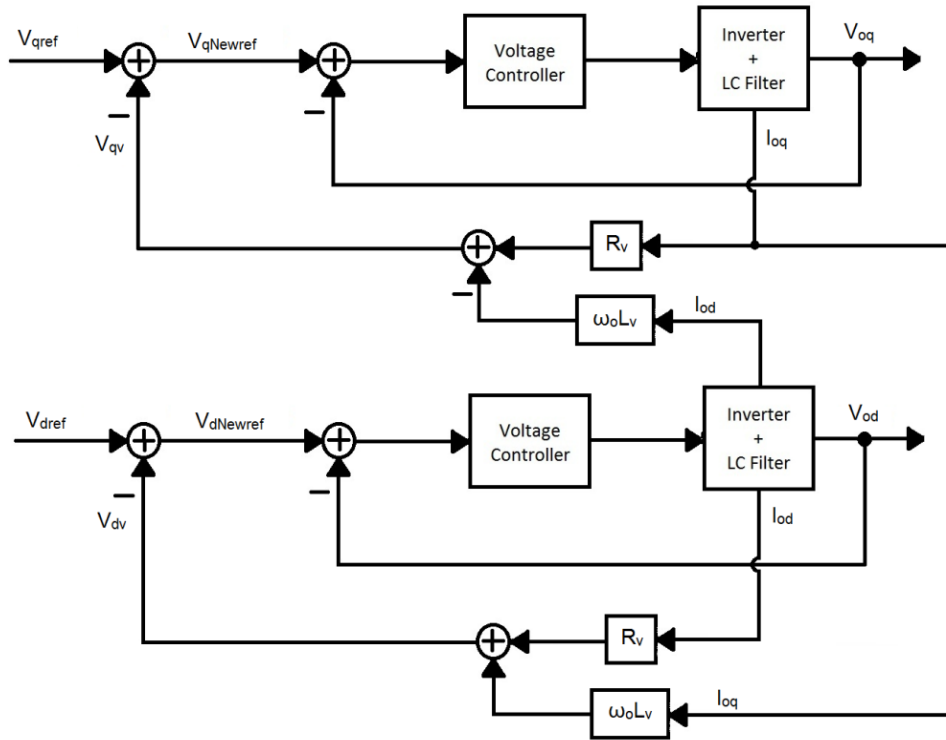 Vqref
VqNewref
Voltage
Controller
Inverter
+
LC Filter
Voq
+
+
−
−
Vqv
Ioq
+
Rv
−
ωoLv
Iod
Vdref
VdNewref
Voltage
Controller
Inverter
+
LC Filter
Vod
+
+
−
−
Vdv
Iod
+
Rv
ωoLv
Ioq